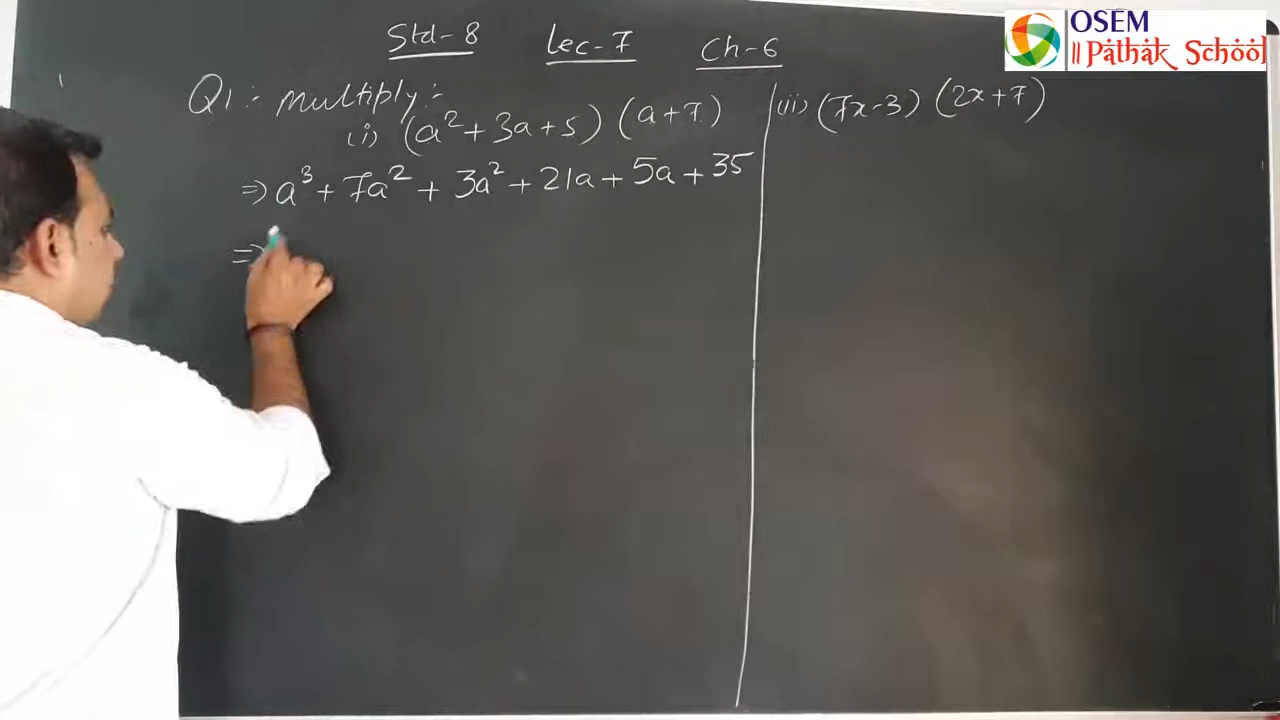 OSEM
॥ Pathak School
Std-8 Lec-7 Ch-6
Q1:- Multiply:-
(i) (a² + 3a + 5) (a + 7)
⇒ a³ + 7a² + 3a² + 21a + 5a + 35
⇒
(ii) (7x - 3) (2x + 7)